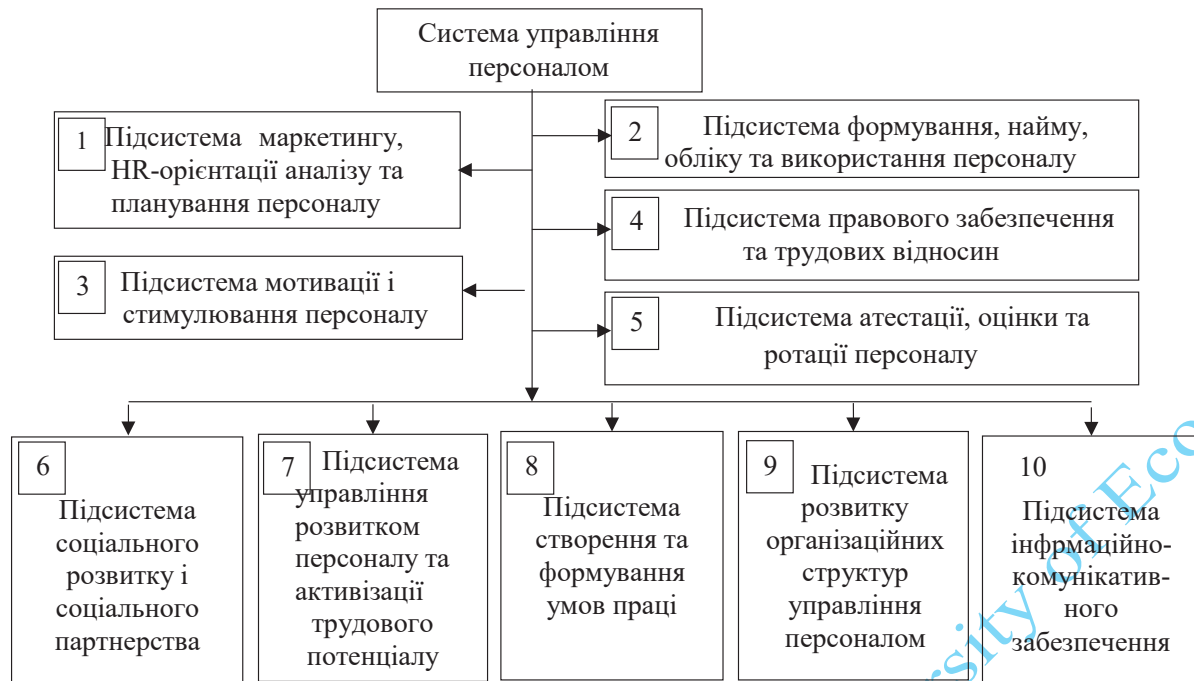 Система управління
персоналом
1
Підсистема маркетингу,
HR-орієнтації аналізу та
планування персоналу
2
Підсистема формування, найму,
обліку та використання персоналу
3
Підсистема мотивації і
стимулювання персоналу
4
Підсистема правового забезпечення
та трудових відносин
5
Підсистема атестації, оцінки та
ротації персоналу
6
Підсистема
соціального
розвитку і
соціального
партнерства
7
Підсистема
управління
розвитком
персоналу та
активізації
трудового
потенціалу
8
Підсистема
створення та
формування
умов праці
9
Підсистема
розвитку
організаційних
структур
управління
персоналом
10
Підсистема
інфрмаційно-
комунікатив-
ного
забезпечення
of